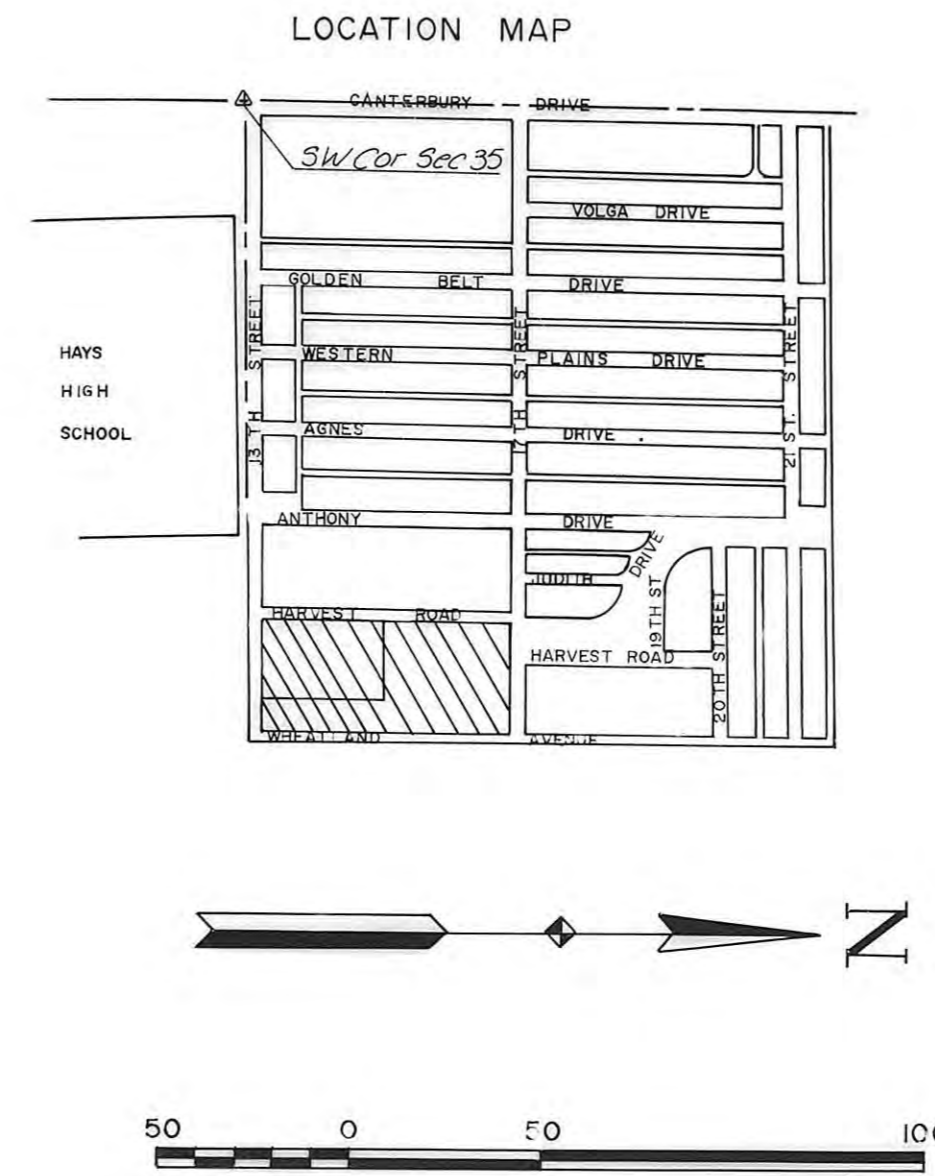 LOCATION MAP
CANTERBURY DRIVE
SW Cor Sec 35
VOLGA DRIVE
GOLDEN BELT DRIVE
HAYS
HIGH
SCHOOL
13TH STREET
WESTERN PLAINS DRIVE
17TH STREET
21 ST. STREET
AGNES DRIVE
ANTHONY DRIVE
JUDITH DRIVE
19TH ST
20TH STREET
HARVEST ROAD
HARVEST ROAD
WHEATLAND AVENUE
N
50 0 50